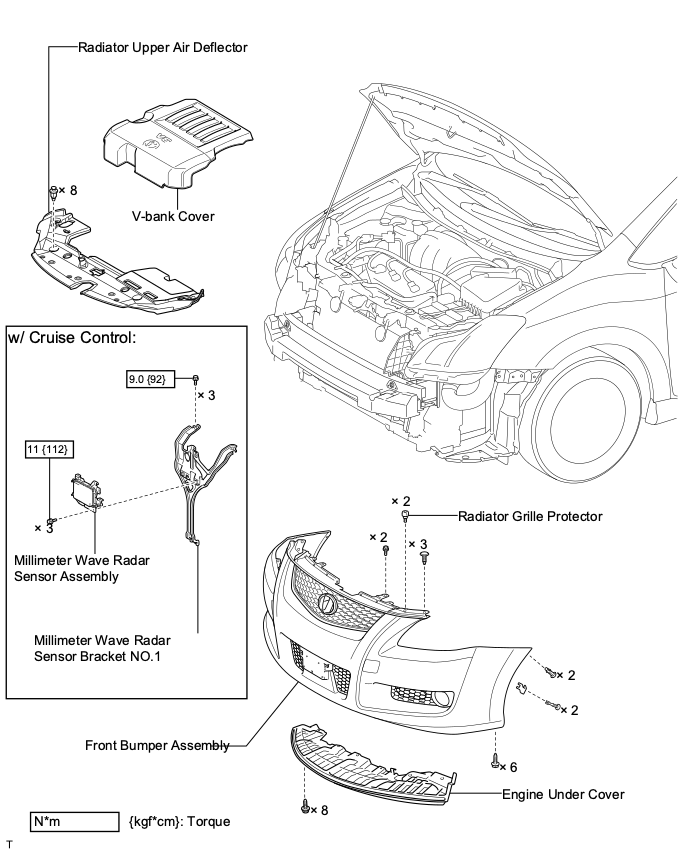 Radiator Upper Air Deflector
× 8
V-bank Cover
w/ Cruise Control:
9.0 {92}
× 3
11 {112}
× 3
Millimeter Wave Radar
Sensor Assembly
Millimeter Wave Radar
Sensor Bracket NO.1
× 2
Radiator Grille Protector
× 2
× 3
× 2
× 2
Front Bumper Assembly
× 6
Engine Under Cover
× 8
N*m {kgf*cm}: Torque
T